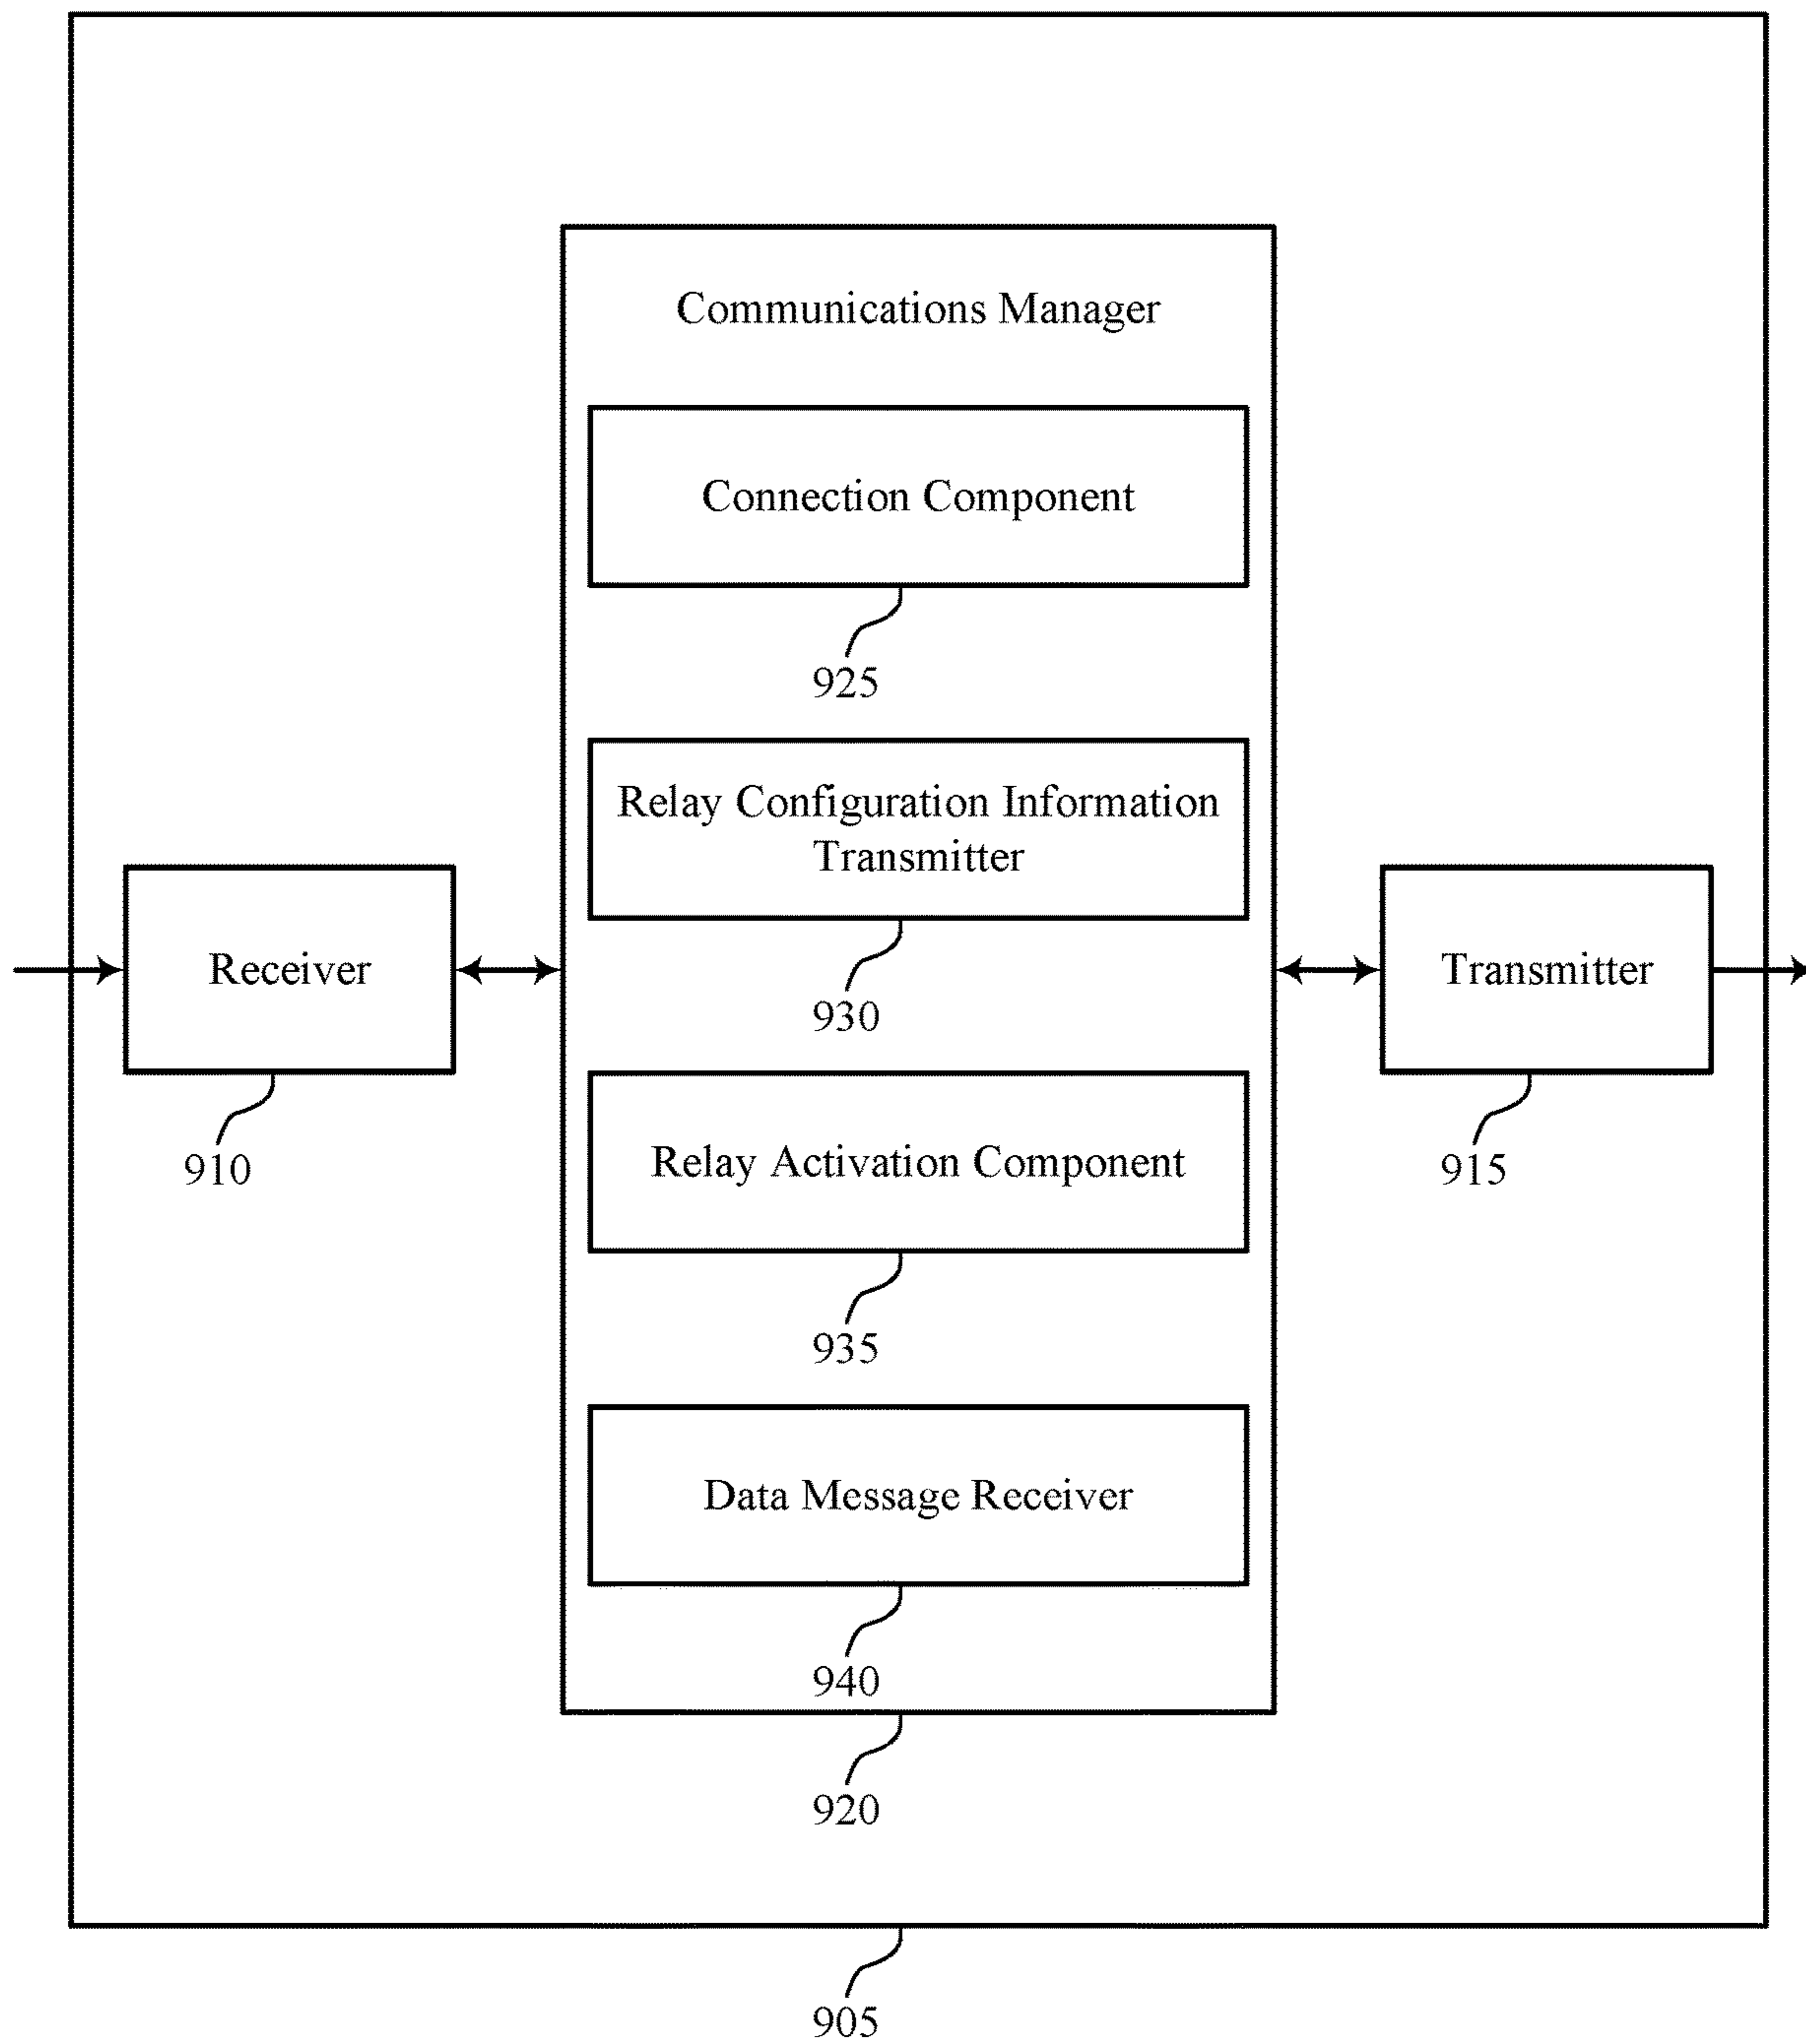 Communications Manager
Connection Component
925
Relay Configuration Information
Transmitter
930
Receiver
910
Transmitter
915
Relay Activation Component
935
Data Message Receiver
940
920
905